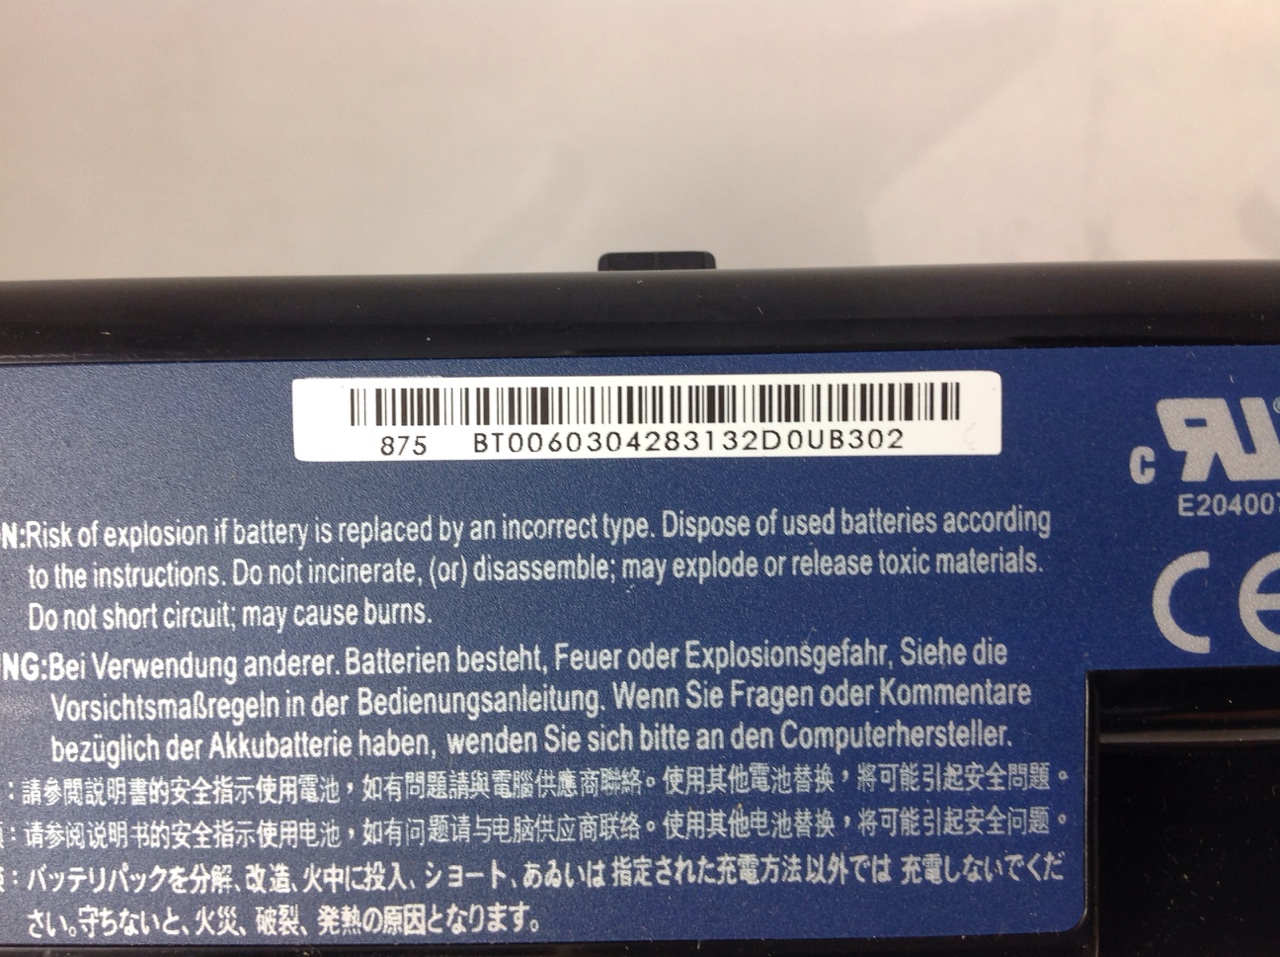 875 BT0060304283132D0UB302
c RU
E204007
CE
N:Risk of explosion if battery is replaced by an incorrect type. Dispose of used batteries according
to the instructions. Do not incinerate, (or) disassemble; may explode or release toxic materials.
Do not short circuit; may cause burns.
NG:Bei Verwendung anderer. Batterien besteht, Feuer oder Explosionsgefahr, Siehe die
Vorsichtsmaßregeln in der Bedienungsanleitung. Wenn Sie Fragen oder Kommentare
bezüglich der Akkubatterie haben, wenden Sie sich bitte an den Computerhersteller.
：請參閱說明書的安全指示使用電池，如有問題請與電腦供應商聯絡。使用其他電池替換，將可能引起安全問題。
：请参阅说明书的安全指示使用电池，如有问题请与电脑供应商联络。使用其他电池替换，将可能引起安全问题。
：バッテリパックを分解、改造、火中に投入、ショート、あるいは 指定された充電方法以外では 充電しないでくだ
さい。守ちないと、火災、破裂、発熱の原因となります。